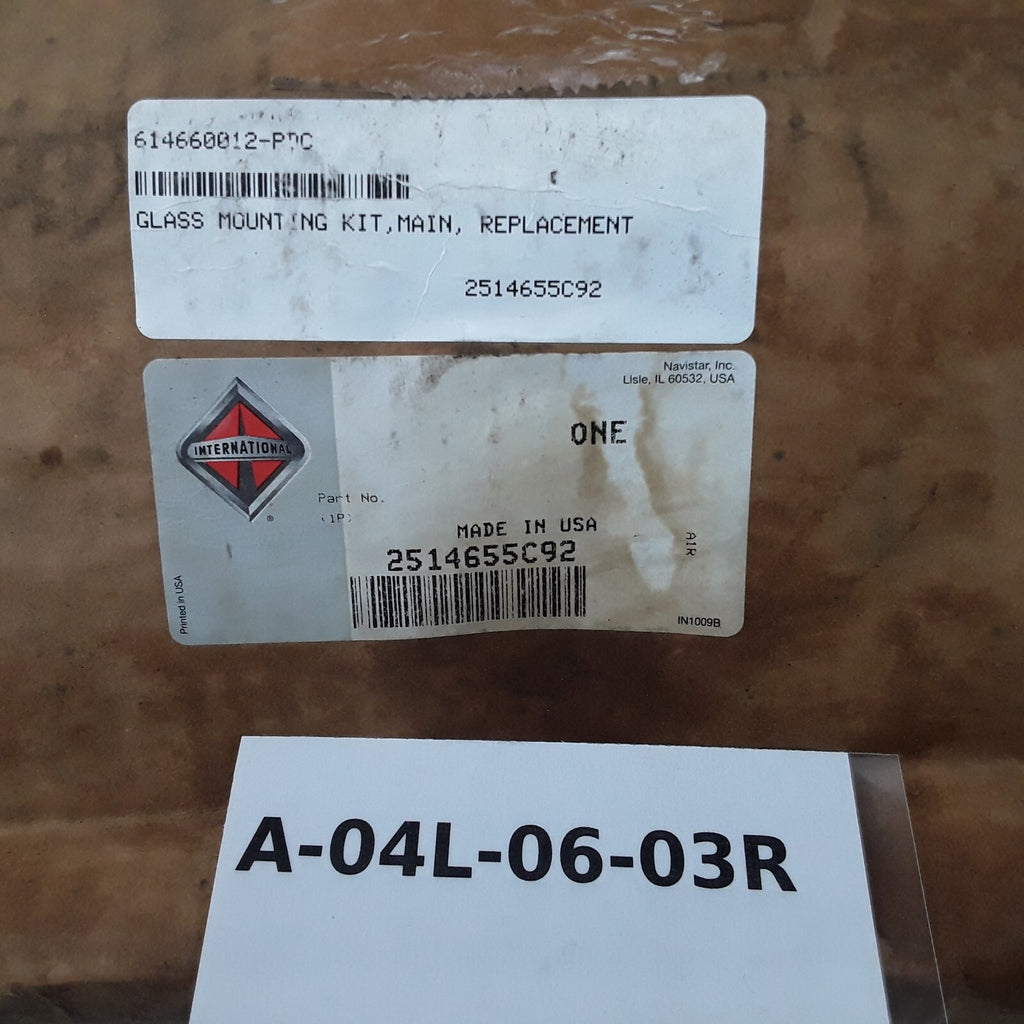 614660012-PDC
GLASS MOUNTING KIT,MAIN, REPLACEMENT
2514655C92
Navistar, Inc.
Lisle, IL 60532, USA
INTERNATIONAL
®
ONE
Part No.
(1P)
MADE IN USA
2514655C92
AIR
Printed in USA
IN1009B
A-04L-06-03R